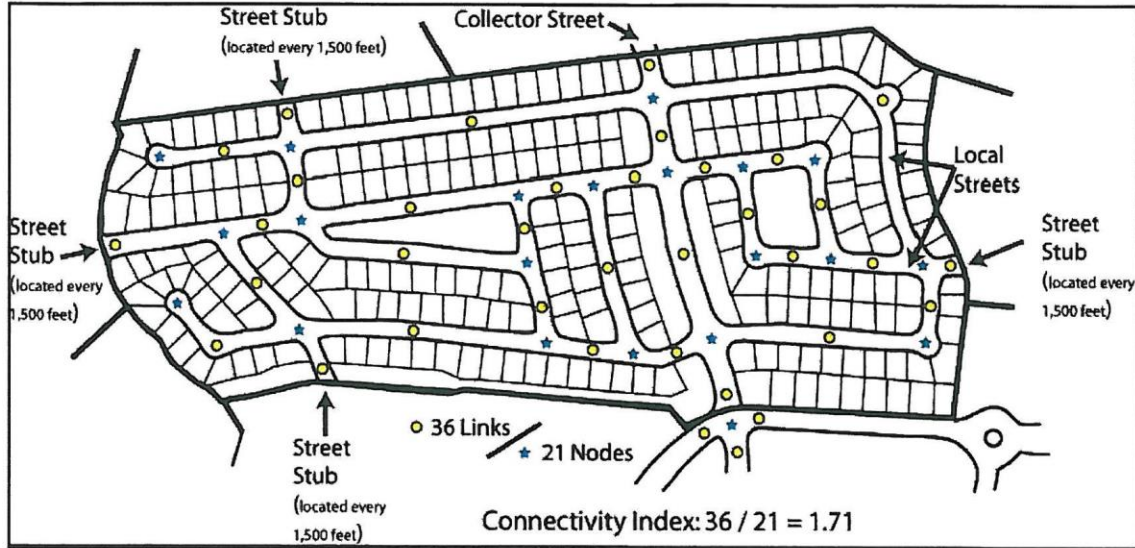 Street Stub
(located every 1,500 feet)
Collector Street
Local
Streets
Street
Stub
(located every
1,500 feet)
Street
Stub
(located every
1,500 feet)
36 Links
21 Nodes
Street
Stub
(located every
1,500 feet)
Connectivity Index: 36 / 21 = 1.71